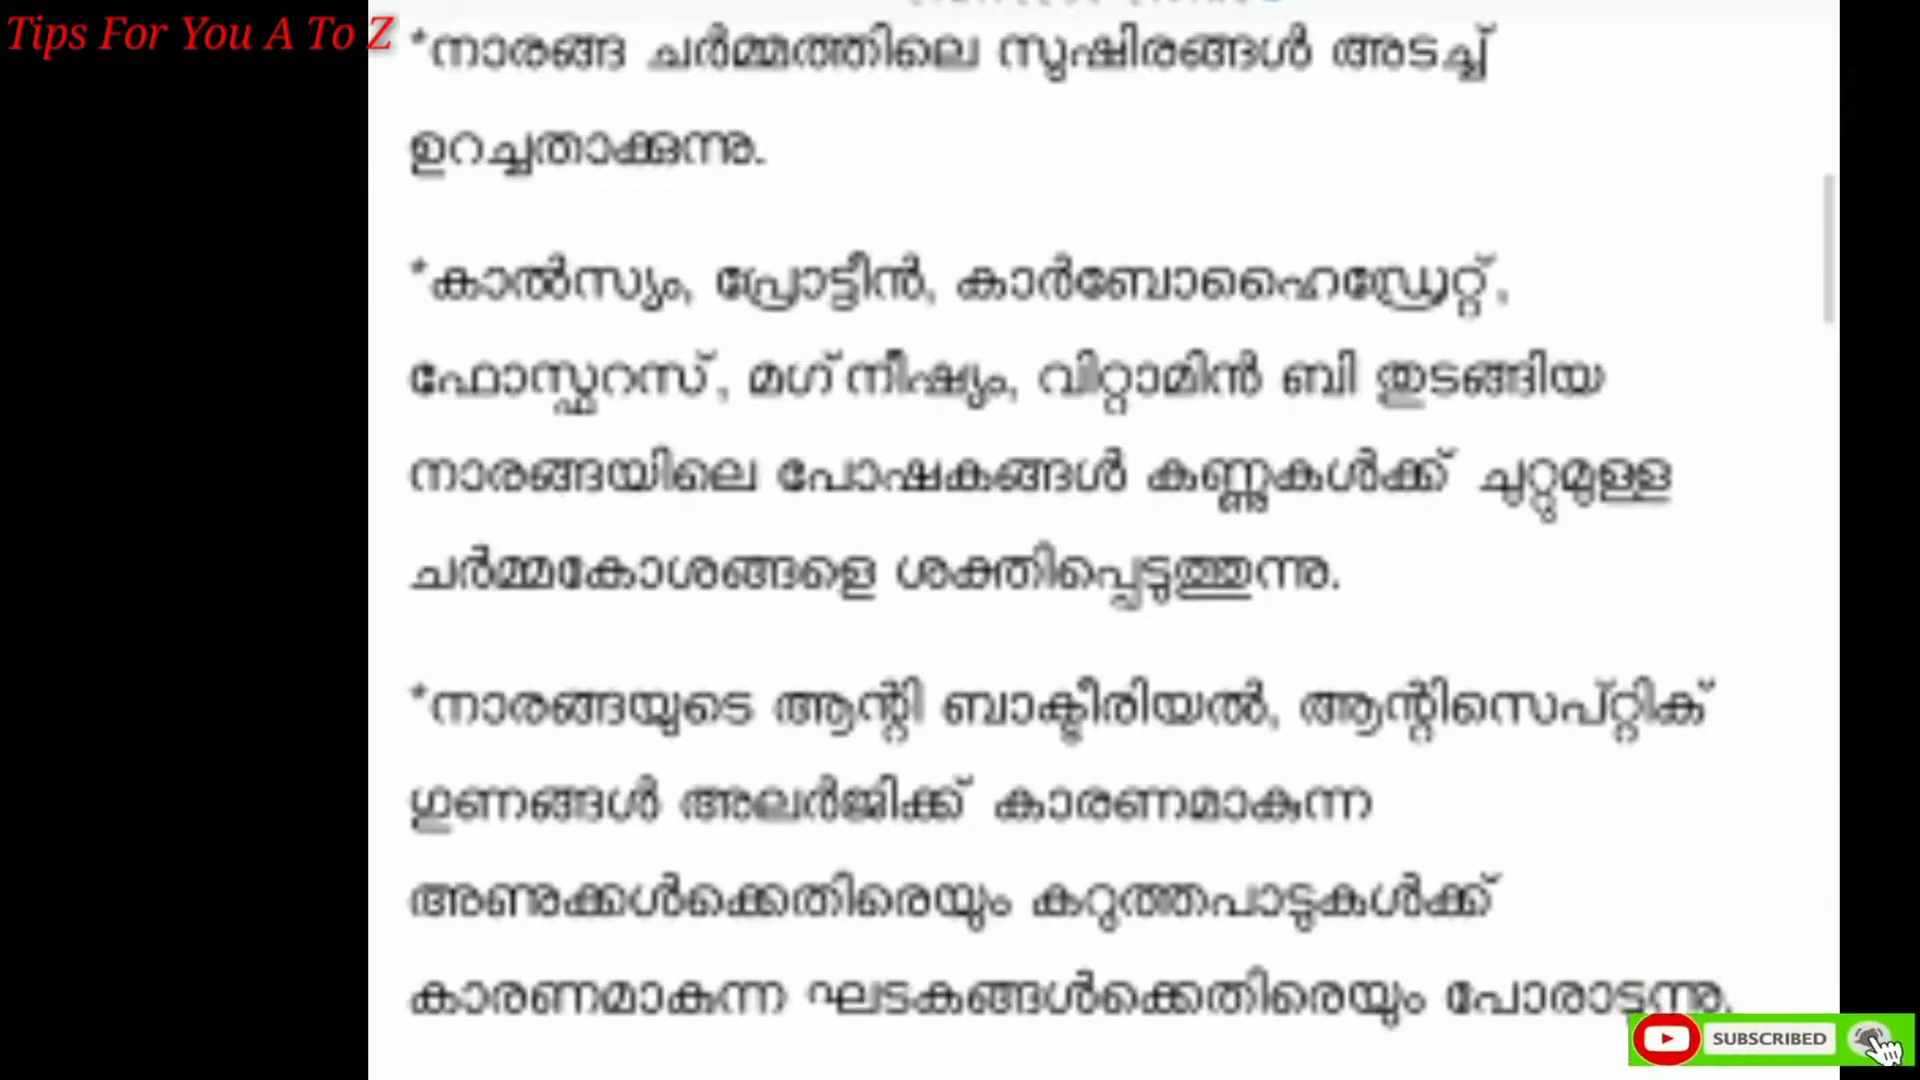 Tips For You A To Z
*നാരങ്ങ ചർമ്മത്തിലെ സുഷിരങ്ങൾ അടച്ച്
ഉറച്ചതാക്കുന്നു.
*കാൽസ്യം, പ്രോട്ടീൻ, കാർബോഹൈഡ്രേറ്റ്,
ഫോസ്ഫറസ്, മഗ്നീഷ്യം, വിറ്റാമിൻ ബി തുടങ്ങിയ
നാരങ്ങയിലെ പോഷകങ്ങൾ കണ്ണുകൾക്ക് ചുറ്റുമുള്ള
ചർമ്മകോശങ്ങളെ ശക്തിപ്പെടുത്തുന്നു.
*നാരങ്ങയുടെ ആന്റി ബാക്ടീരിയൽ, ആന്റിസെപ്റ്റിക്
ഗുണങ്ങൾ അലർജിക്ക് കാരണമാകുന്ന
അണുക്കൾക്കെതിരെയും കറുത്തപാടുകൾക്ക്
കാരണമാകുന്ന ഘടകങ്ങൾക്കെതിരെയും പോരാടുന്നു.
SUBSCRIBED